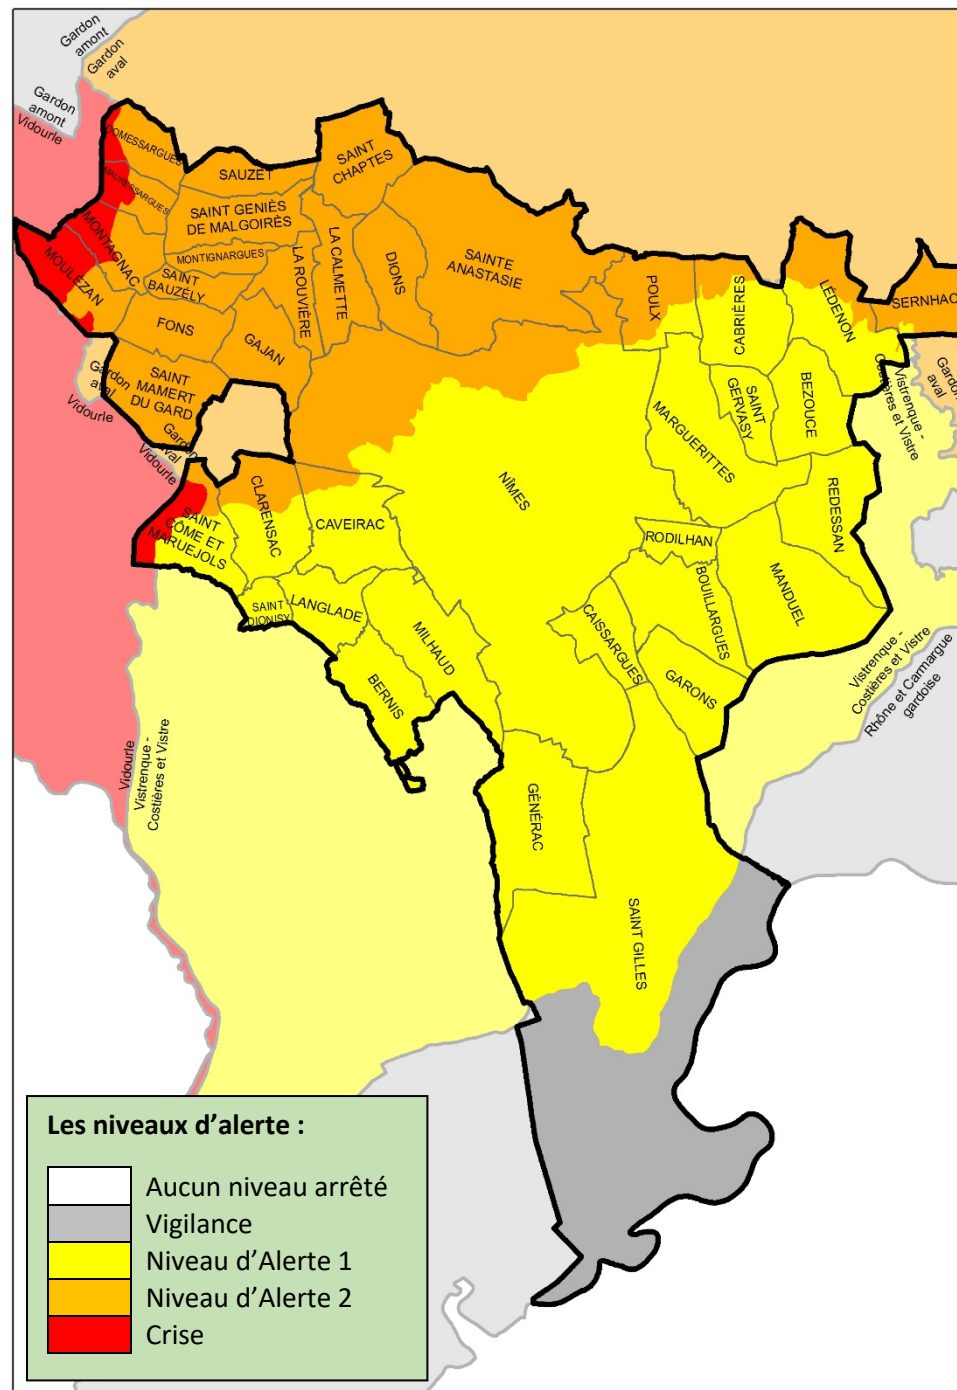 Gardon
amont
Gardon
aval
Gardon
amont
Vidourle
DOMESSARGUES
MAURESSARGUES
MONTAGNAC
MOULÉZAN
SAUZET
SAINT
CHAPTES
SAINT GENIÈS
DE MALGOIRÈS
MONTIGNARGUES
SAINT
BAUZÉLY
LA ROUVIÈRE
LA CALMETTE
DIONS
SAINTE
ANASTASIE
FONS
GAJAN
SAINT
MAMERT
DU GARD
Gardon
aval
Vidourle
Gardon
aval
Vidourle
POULX
CABRIÈRES
LÉDENON
SERNHAC
Gardon
aval
Vistrenque -
Costières et Vistre
SAINT
GERVASY
BEZOUCE
MARGUERITTES
NÎMES
REDESSAN
CLARENSAC
CAVEIRAC
SAINT
CÔME ET
MARUEJOLS
RODILHAN
BOUILLARGUES
MANDUEL
SAINT
DIONISY
LANGLADE
MILHAUD
CAISSARGUES
GARONS
BERNIS
Vistrenque -
Costières et Vistre
Rhône et Carmargue
gardoise
Vidourle
Vistrenque -
Costières et Vistre
GÉNÉRAC
SAINT GILLES
Les niveaux d’alerte :
Aucun niveau arrêté
Vigilance
Niveau d’Alerte 1
Niveau d’Alerte 2
Crise